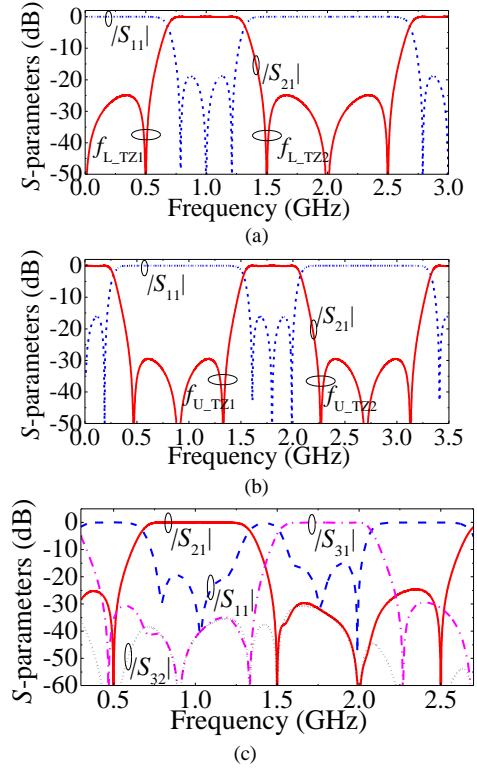 S-parameters (dB)
0
-10
-20
-30
-40
-50
/S11|
/S21|
fL_TZ1
fL_TZ2
0.0 0.5 1.0 1.5 2.0 2.5 3.0
Frequency (GHz)
(a)
S-parameters (dB)
0
-10
-20
-30
-40
-50
/S11|
/S21|
fU_TZ1
fU_TZ2
0.0 0.5 1.0 1.5 2.0 2.5 3.0 3.5
Frequency (GHz)
(b)
S-parameters (dB)
0
-10
-20
-30
-40
-50
-60
/S21|
/S31|
/S11|
/S32|
0.5 1.0 1.5 2.0 2.5
Frequency (GHz)
(c)